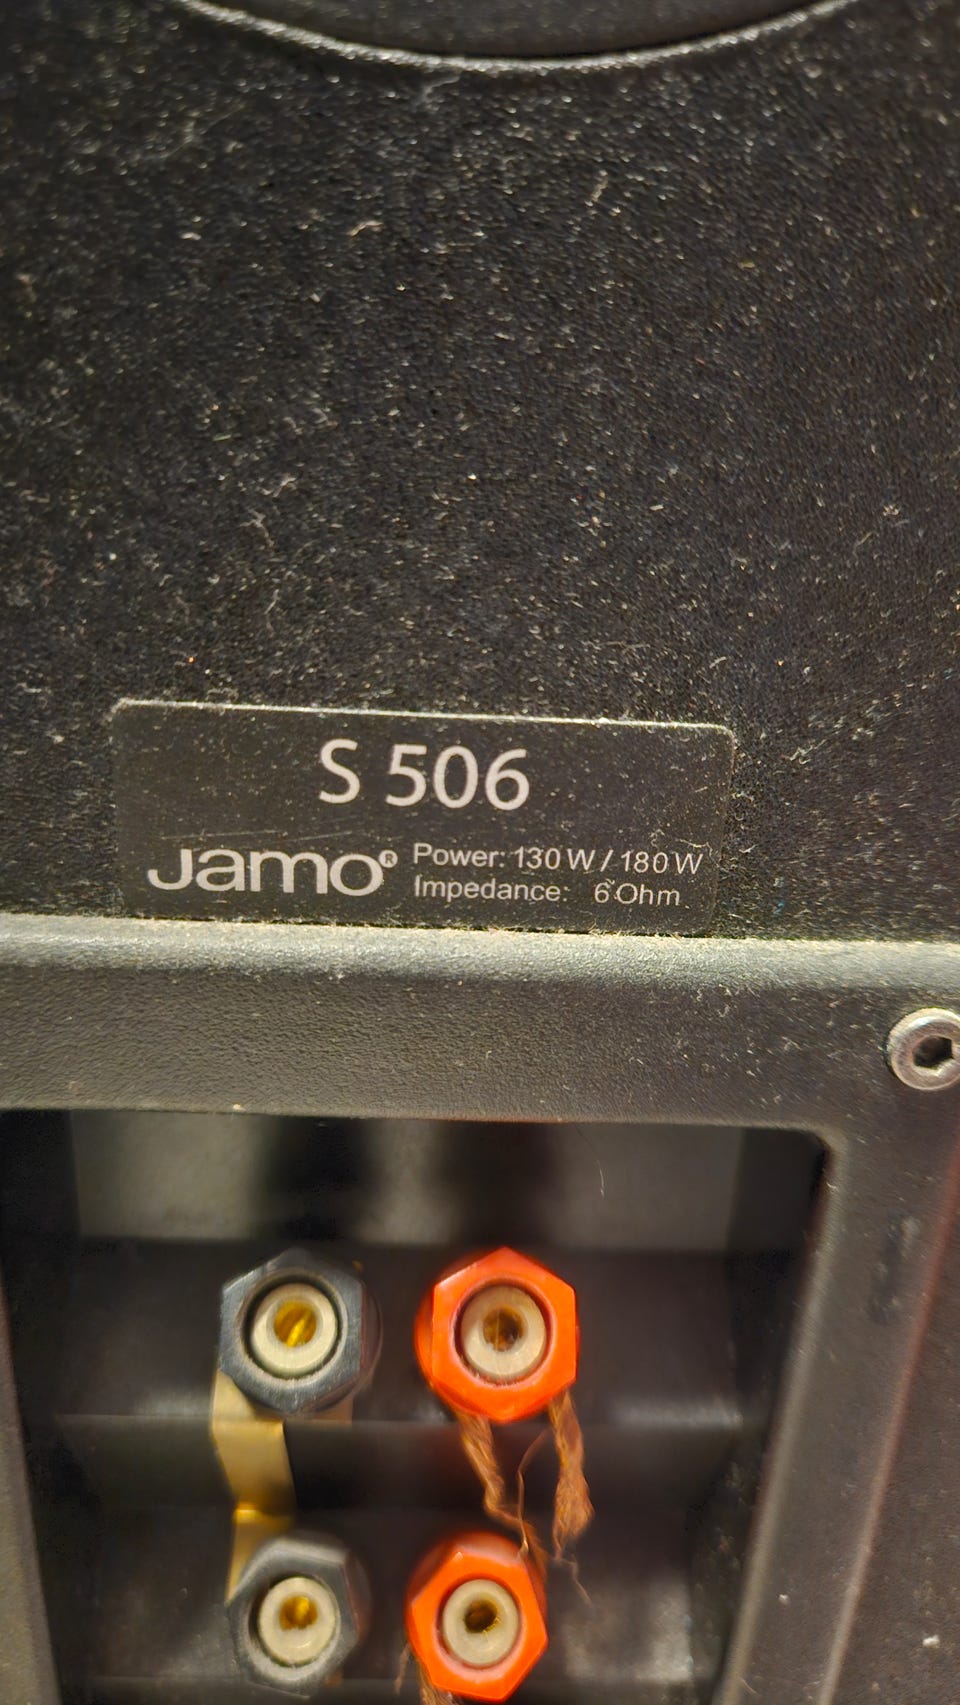 S 506
Jamo® Power: 130 W / 180 W
Impedance: 6 Ohm